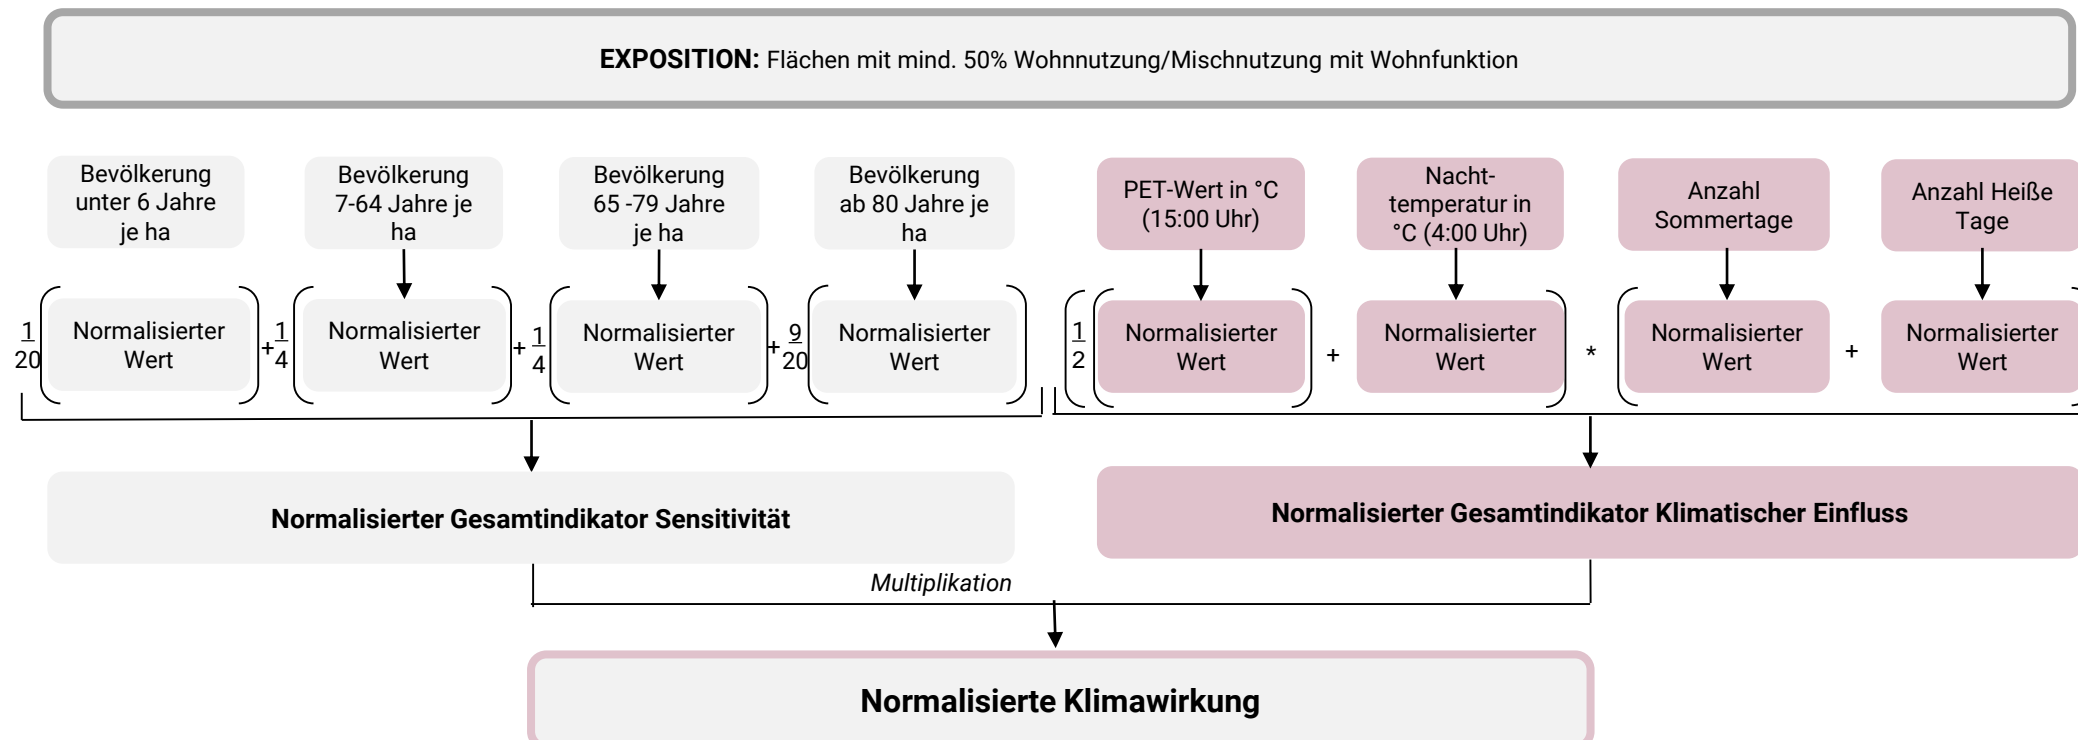 EXPOSITION: Flächen mit mind. 50% Wohnnutzung/Mischnutzung mit Wohnfunktion
Bevölkerung
unter 6 Jahre
je ha
Bevölkerung
7-64 Jahre je
ha
Bevölkerung
65 -79 Jahre
je ha
Bevölkerung
ab 80 Jahre je
ha
PET-Wert in °C
(15:00 Uhr)
Nacht-
temperatur in
°C (4:00 Uhr)
Anzahl
Sommertage
Anzahl Heiße
Tage
1
20
Normalisierter
Wert
+
1
4
Normalisierter
Wert
+
1
4
Normalisierter
Wert
+
9
20
Normalisierter
Wert
1
2
Normalisierter
Wert
+
Normalisierter
Wert
*
Normalisierter
Wert
+
Normalisierter
Wert
Normalisierter Gesamtindikator Sensitivität
Normalisierter Gesamtindikator Klimatischer Einfluss
Multiplikation
Normalisierte Klimawirkung